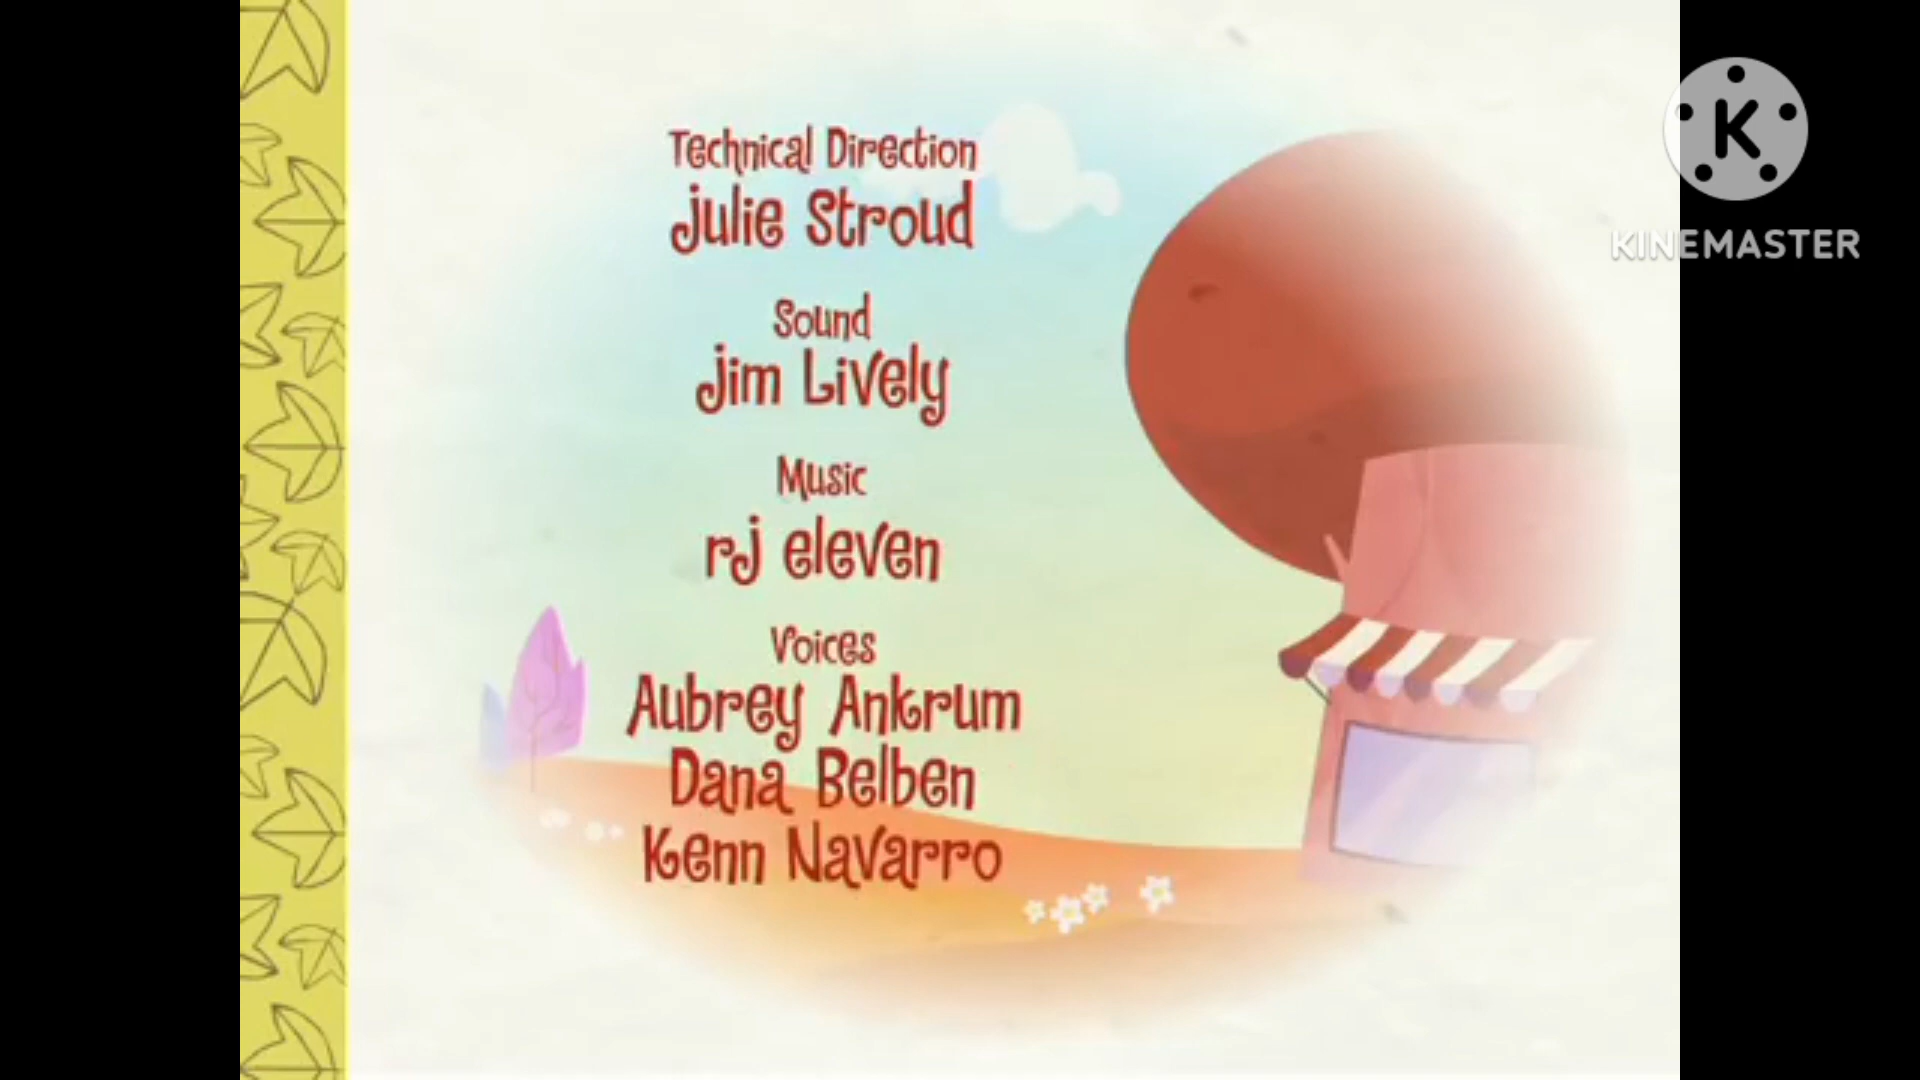 Technical Direction
Julie Stroud
Sound
Jim Lively
Music
rj eleven
Voices
Aubrey Ankrum
Dana Belben
Kenn Navarro
K
KINEMASTER